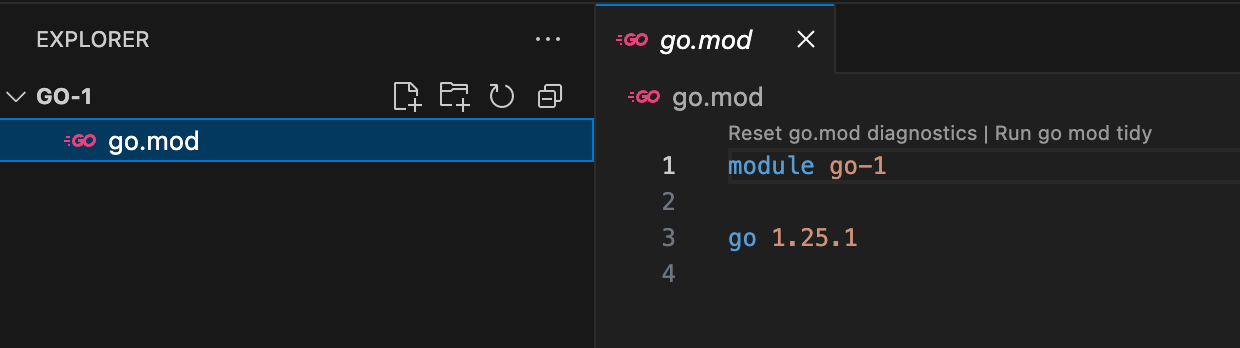 EXPLORER
GO-1
GO go.mod
GO go.mod
GO go.mod
Reset go.mod diagnostics | Run go mod tidy
1 module go-1
2
3 go 1.25.1
4